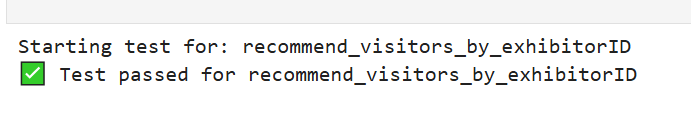 Starting test for: recommend_visitors_by_exhibitorID
✅ Test passed for recommend_visitors_by_exhibitorID